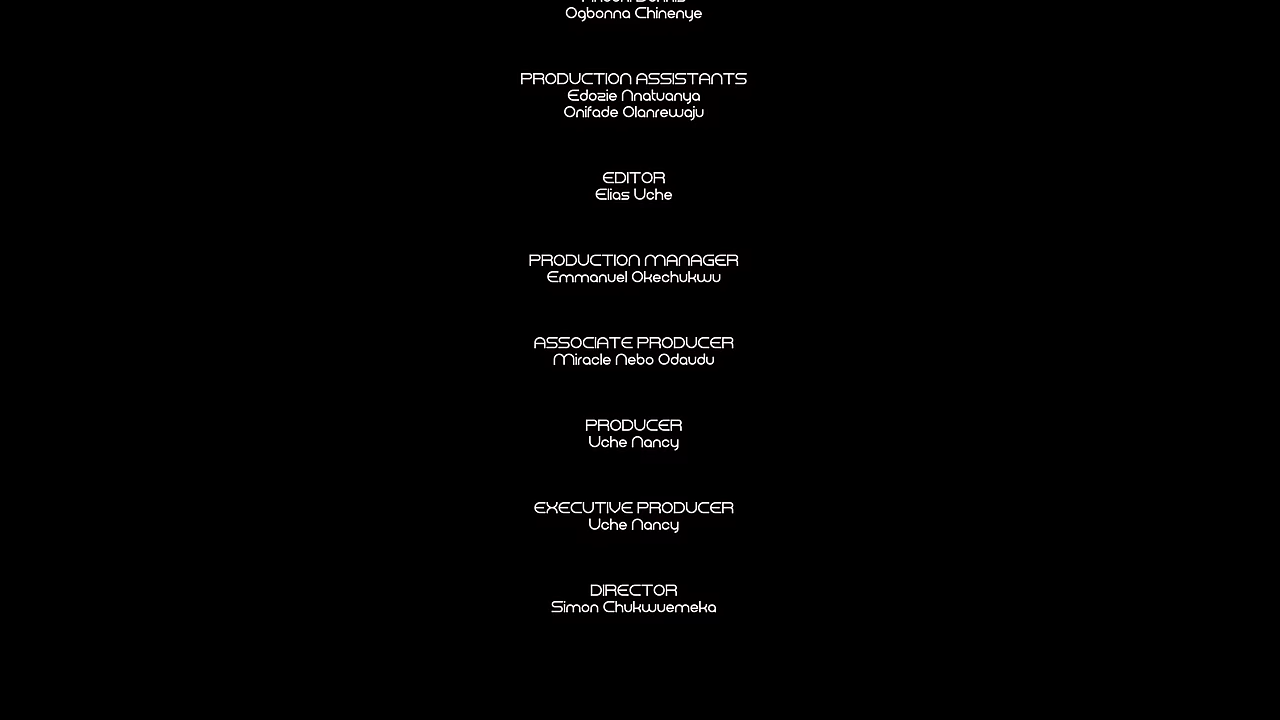 Ogbonna Chinenye
PRODUCTION ASSISTANTS
Edozie Nnatuanya
Onifade Olanrewaju
EDITOR
Elias Uche
PRODUCTION MANAGER
Emmanuel Okechukwu
ASSOCIATE PRODUCER
Miracle Nebo Odaudu
PRODUCER
Uche Nancy
EXECUTIVE PRODUCER
Uche Nancy
DIRECTOR
Simon Chukwuemeka